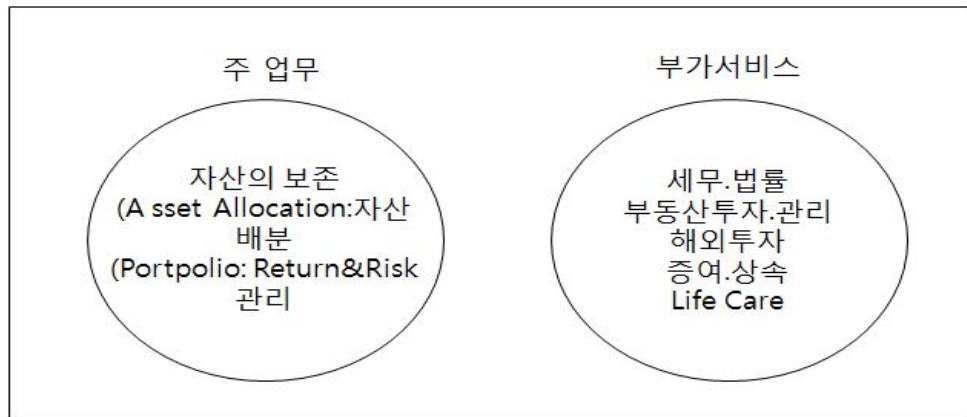 주 업무
자산의 보존
(A sset Allocation:자산
배분
(Portpolio: Return&Risk
관리
부가서비스
세무.법률
부동산투자.관리
해외투자
증여.상속
Life Care